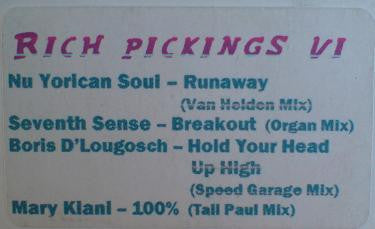 RICH PICKINGS VI
Nu Yorican Soul – Runaway
(Van Helden Mix)
Seventh Sense – Breakout (Organ Mix)
Boris D'Lougosch – Hold Your Head
Up High
(Speed Garage Mix)
Mary Kiani – 100% (Tall Paul Mix)